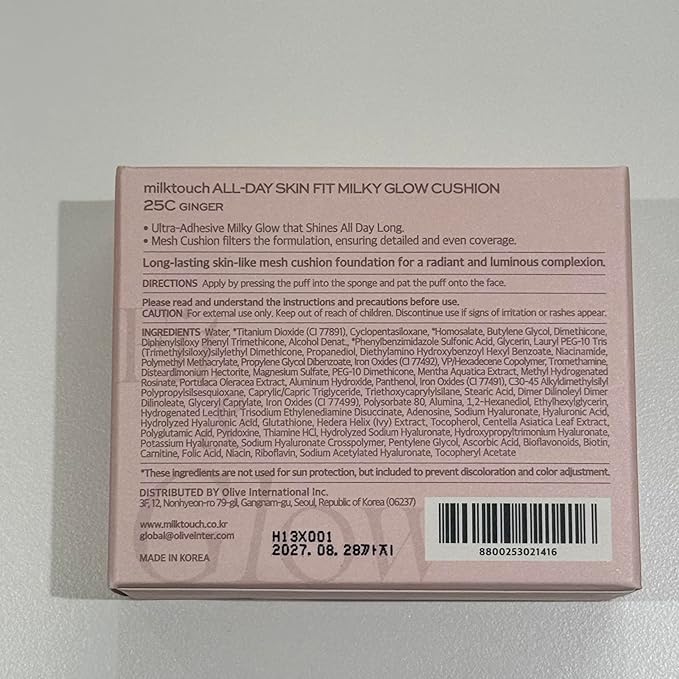 milktouch ALL-DAY SKIN FIT MILKY GLOW CUSHION
25C GINGER
• Ultra-Adhesive Milky Glow that Shines All Day Long.
• Mesh Cushion filters the formulation, ensuring detailed and even coverage.
Long-lasting skin-like mesh cushion foundation for a radiant and luminous complexion.
DIRECTIONS Apply by pressing the puff into the sponge and pat the puff onto the face.
Please read and understand the instructions and precautions before use.
CAUTION For external use only. Keep out of reach of children. Discontinue use if signs of irritation or rashes appear.
INGREDIENTS Water, *Titanium Dioxide (CI 77891), Cyclopentasiloxane, *Homosalate, Butylene Glycol, Dimethicone,
Diphenylsiloxy Phenyl Trimethicone, Alcohol Denat., *Phenylbenzimidazole Sulfonic Acid, Glycerin, Lauryl PEG-10 Tris
(Trimethylsiloxy)silylethyl Dimethicone, Propanediol, Diethylamino Hydroxybenzoyl Hexyl Benzoate, Niacinamide,
Polymethyl Methacrylate, Propylene Glycol Dibenzoate, Iron Oxides (CI 77492), VP/Hexadecene Copolymer, Tromethamine,
Disteardimonium Hectorite, Magnesium Sulfate, PEG-10 Dimethicone, Mentha Aquatica Extract, Methyl Hydrogenated
Rosinate, Portulaca Oleracea Extract, Aluminum Hydroxide, Panthenol, Iron Oxides (CI 77491), C30-45 Alkyldimethylsilyl
Polypropylsilsesquioxane, Caprylic/Capric Triglyceride, Triethoxycaprylylsilane, Stearic Acid, Dimer Dilinoleyl Dimer
Dilinoleate, Glyceryl Caprylate, Iron Oxides (CI 77499), Polysorbate 80, Alumina, 1,2-Hexanediol, Ethylhexylglycerin,
Hydrogenated Lecithin, Trisodium Ethylenediamine Disuccinate, Adenosine, Sodium Hyaluronate, Hyaluronic Acid,
Hydrolyzed Hyaluronic Acid, Glutathione, Hedera Helix (Ivy) Extract, Tocopherol, Centella Asiatica Leaf Extract,
Polyglutamic Acid, Pyridoxine, Thiamine HCl, Hydrolyzed Sodium Hyaluronate, Hydroxypropyltrimonium Hyaluronate,
Potassium Hyaluronate, Sodium Hyaluronate Crosspolymer, Pentylene Glycol, Ascorbic Acid, Bioflavonoids, Biotin,
Carnitine, Folic Acid, Niacin, Riboflavin, Sodium Acetylated Hyaluronate, Tocopheryl Acetate
*These ingredients are not used for sun protection, but included to prevent discoloration and color adjustment.
DISTRIBUTED BY Olive International Inc.
3F, 12, Nonhyeon-ro 79-gil, Gangnam-gu, Seoul, Republic of Korea (06237)
www.milktouch.co.kr
global@oliveinter.com
MADE IN KOREA
H13X001
2027. 08. 28까지
8800253021416
Glow